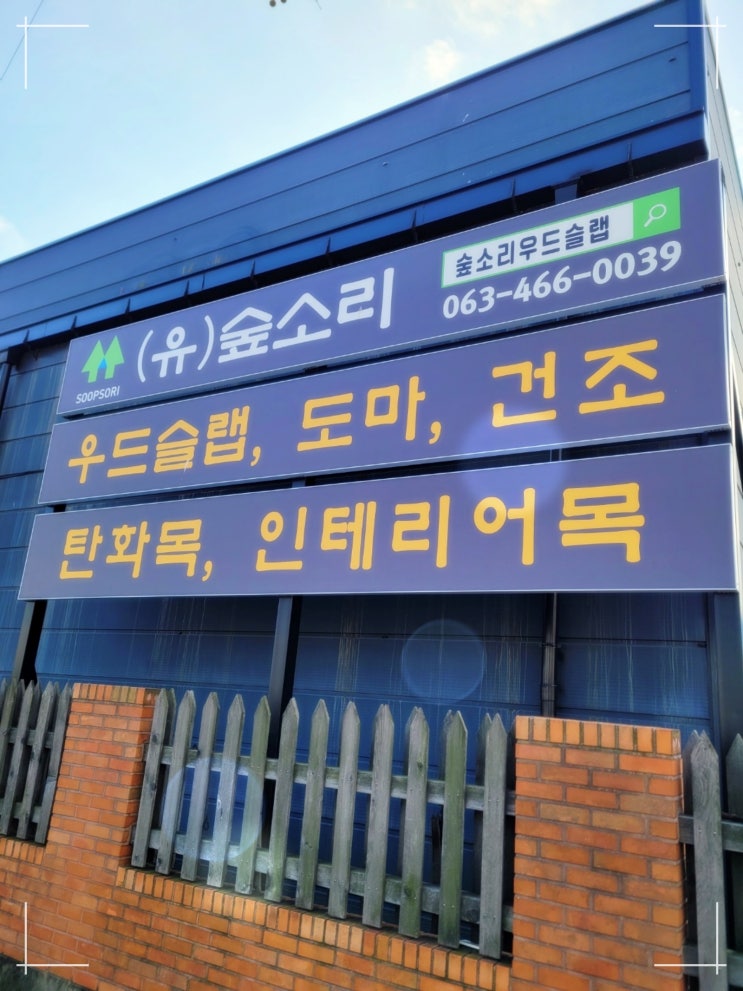 숲소리우드슬랩
063-466-0039
SOOPSORI
(유)숲소리
우드슬랩, 도마, 건조
탄화목, 인테리어목